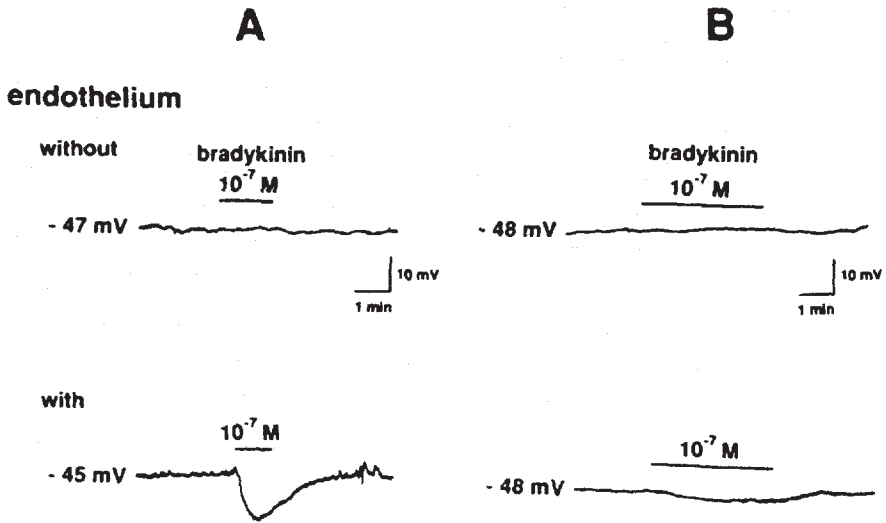 A
B
endothelium
without
bradykinin
10⁻⁷ M
- 47 mV
10 mV
1 min
bradykinin
10⁻⁷ M
- 48 mV
10 mV
1 min
with
10⁻⁷ M
- 45 mV
10⁻⁷ M
- 48 mV